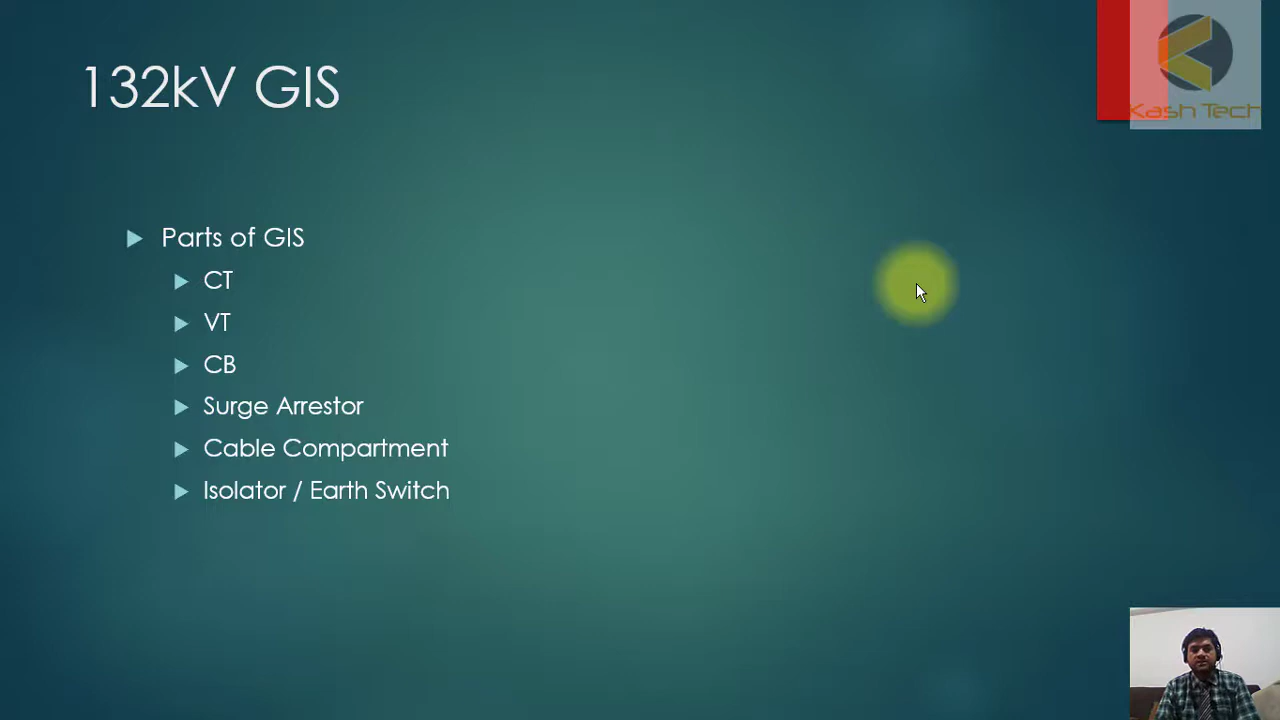 132kV GIS
Kash Tech
Parts of GIS
CT
VT
CB
Surge Arrestor
Cable Compartment
Isolator / Earth Switch